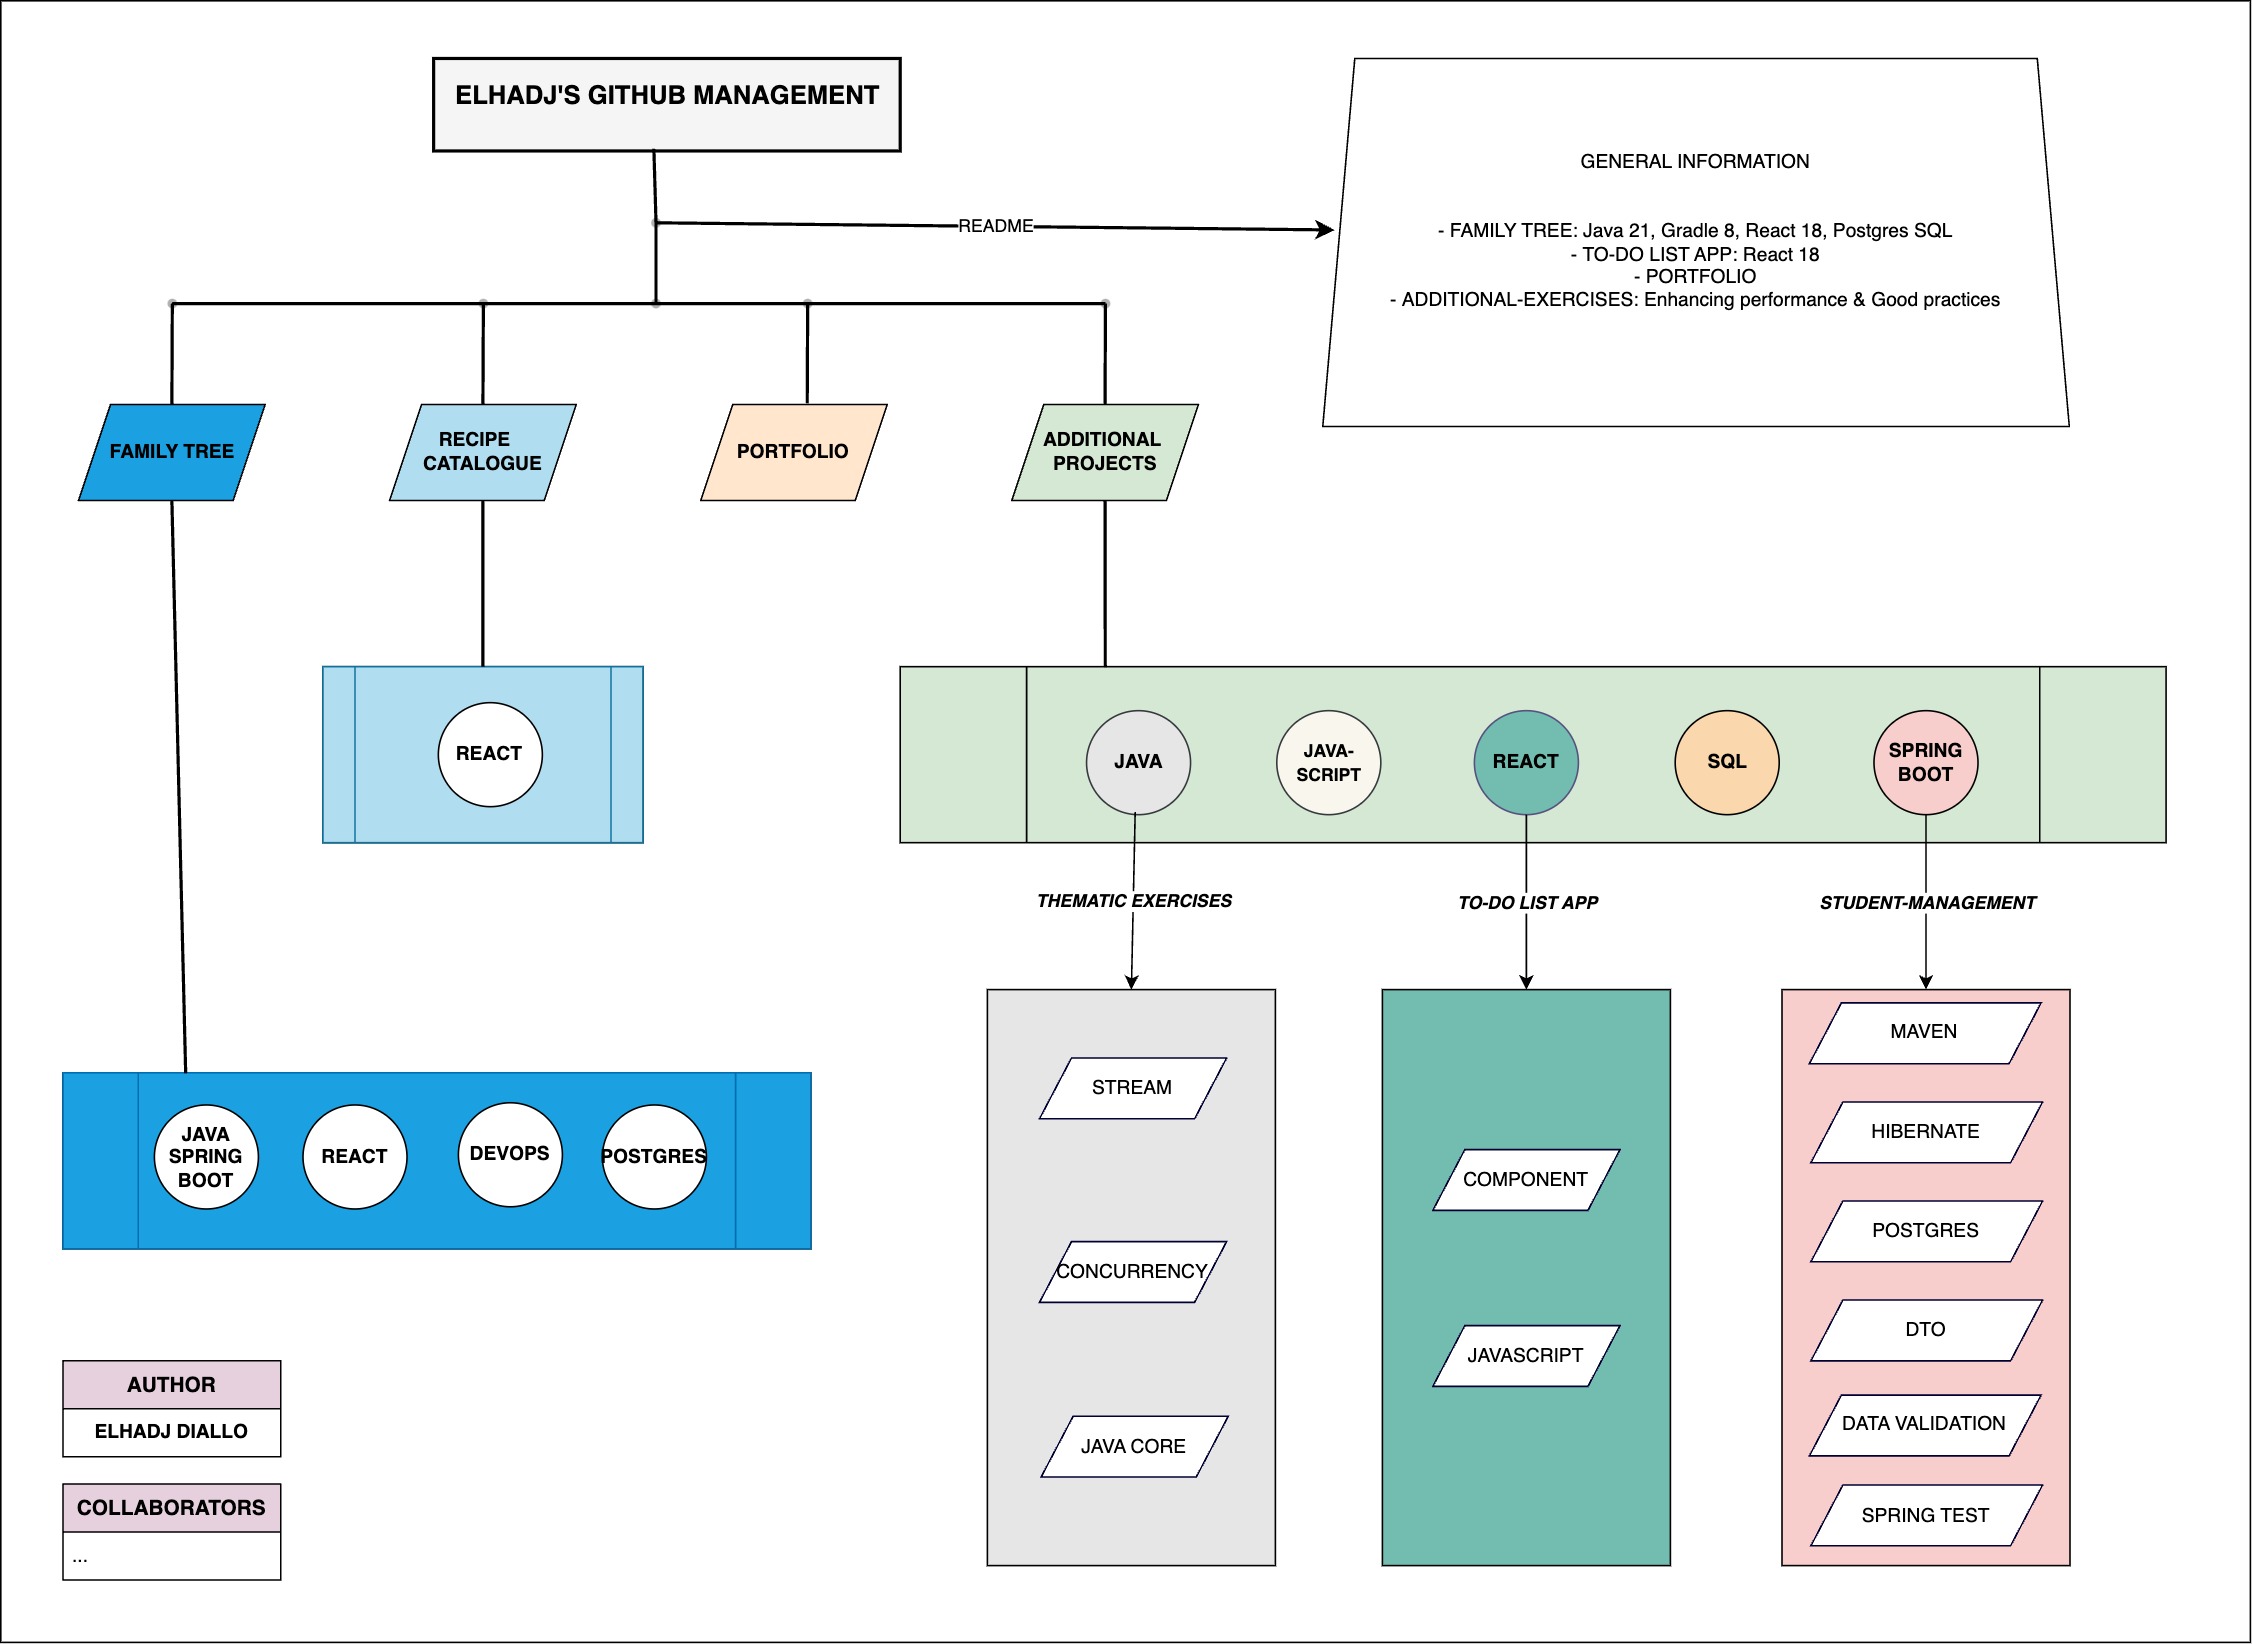 ELHADJ'S GITHUB MANAGEMENT
README
GENERAL INFORMATION
- FAMILY TREE: Java 21, Gradle 8, React 18, Postgres SQL
- TO-DO LIST APP: React 18
- PORTFOLIO
- ADDITIONAL-EXERCISES: Enhancing performance & Good practices
FAMILY TREE
RECIPE
CATALOGUE
PORTFOLIO
ADDITIONAL
PROJECTS
REACT
JAVA
JAVA-
SCRIPT
REACT
SQL
SPRING
BOOT
THEMATIC EXERCISES
TO-DO LIST APP
STUDENT-MANAGEMENT
JAVA
SPRING
BOOT
REACT
DEVOPS
POSTGRES
STREAM
CONCURRENCY
JAVA CORE
COMPONENT
JAVASCRIPT
MAVEN
HIBERNATE
POSTGRES
DTO
DATA VALIDATION
SPRING TEST
AUTHOR
ELHADJ DIALLO
COLLABORATORS
...